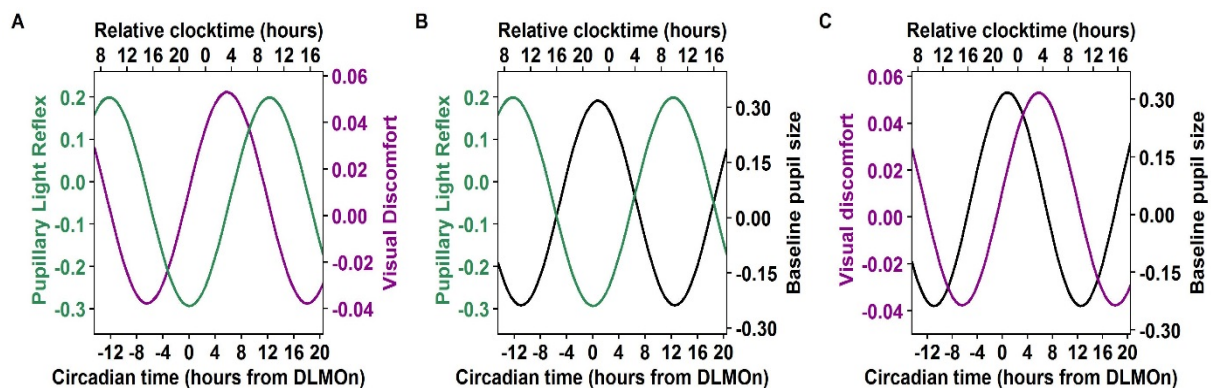 A
Relative clocktime (hours)
8 12 16 20 0 4 8 12 16
Pupillary Light Reflex
0.2
0.1
0.0
-0.1
-0.2
-0.3
0.06
0.04
0.02
0.00
-0.02
-0.04
Visual Discomfort
-12 -8 -4 0 4 8 12 16 20
Circadian time (hours from DLMOn)
B
Relative clocktime (hours)
8 12 16 20 0 4 8 12 16
Pupillary Light Reflex
0.2
0.1
0.0
-0.1
-0.2
-0.3
0.30
0.15
0.00
-0.15
-0.30
Baseline pupil size
-12 -8 -4 0 4 8 12 16 20
Circadian time (hours from DLMOn)
C
Relative clocktime (hours)
8 12 16 20 0 4 8 12 16
Visual discomfort
0.06
0.04
0.02
0.00
-0.02
-0.04
0.30
0.15
0.00
-0.15
-0.30
Baseline pupil size
-12 -8 -4 0 4 8 12 16 20
Circadian time (hours from DLMOn)